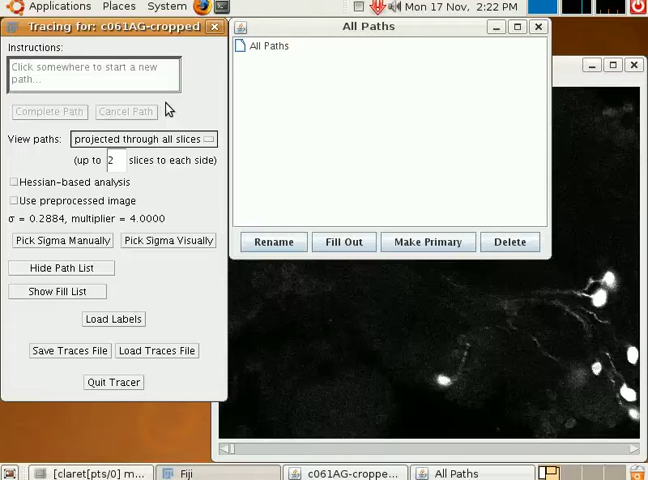 Applications Places System
Mon 17 Nov, 2:22 PM
Tracing for: c061AG-cropped
Instructions:
Click somewhere to start a new
path...
Complete Path
Cancel Path
View paths:
projected through all slices
(up to 2 slices to each side)
Hessian-based analysis
Use preprocessed image
σ = 0.2884, multiplier = 4.0000
Pick Sigma Manually
Pick Sigma Visually
Hide Path List
Show Fill List
Load Labels
Save Traces File
Load Traces File
Quit Tracer
All Paths
All Paths
Rename
Fill Out
Make Primary
Delete
[claret[pts/0] m...
Fiji
c061AG-croppe...
All Paths